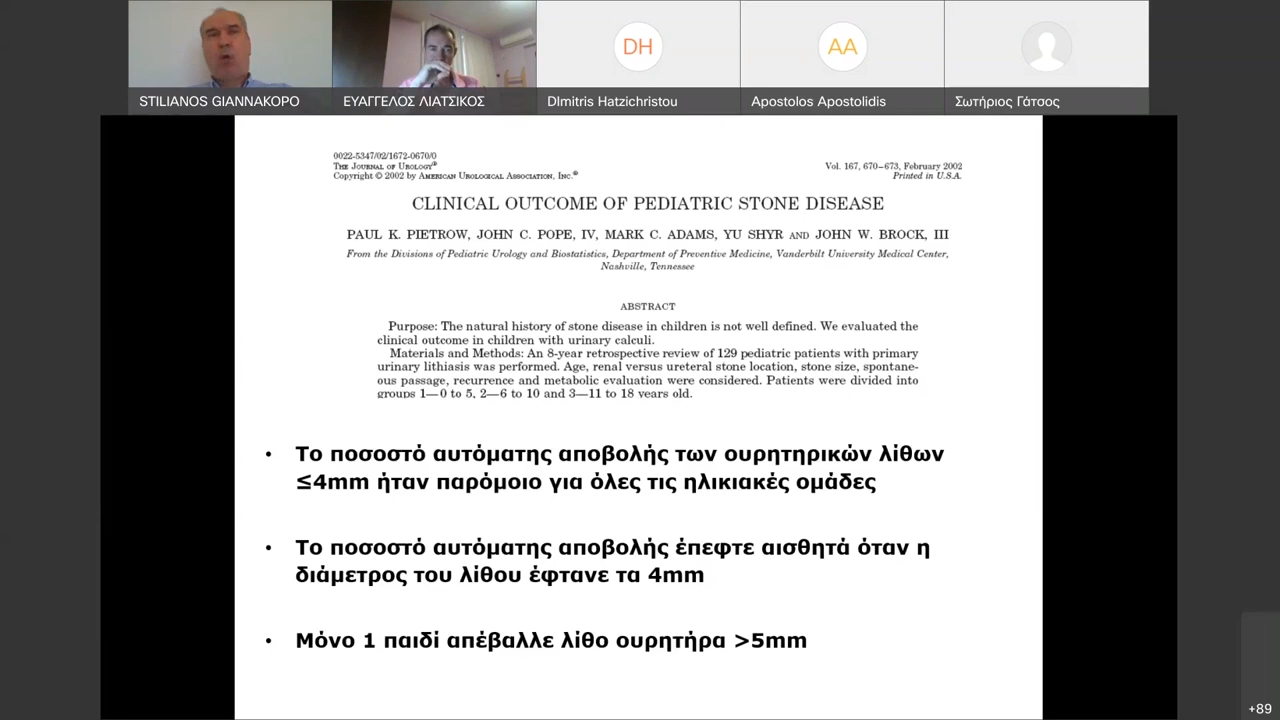 DH
AA
STILIANOS GIANNAKOPO
ΕΥΑΓΓΕΛΟΣ ΛΙΑΤΣΙΚΟΣ
DImitris Hatzichristou
Apostolos Apostolidis
Σωτήριος Γάτσος
0022-5347/02/1672-0670/0
THE JOURNAL OF UROLOGY®
Copyright © 2002 by AMERICAN UROLOGICAL ASSOCIATION, INC.®
Vol. 167, 670–673, February 2002
Printed in U.S.A.
CLINICAL OUTCOME OF PEDIATRIC STONE DISEASE
PAUL K. PIETROW, JOHN C. POPE, IV, MARK C. ADAMS, YU SHYR AND JOHN W. BROCK, III
From the Divisions of Pediatric Urology and Biostatistics, Department of Preventive Medicine, Vanderbilt University Medical Center,
Nashville, Tennessee
ABSTRACT
Purpose: The natural history of stone disease in children is not well defined. We evaluated the
clinical outcome in children with urinary calculi.
Materials and Methods: An 8-year retrospective review of 129 pediatric patients with primary
urinary lithiasis was performed. Age, renal versus ureteral stone location, stone size, spontane-
ous passage, recurrence and metabolic evaluation were considered. Patients were divided into
groups 1—0 to 5, 2—6 to 10 and 3—11 to 18 years old.
• Το ποσοστό αυτόματης αποβολής των ουρητηρικών λίθων
≤4mm ήταν παρόμοιο για όλες τις ηλικιακές ομάδες
• Το ποσοστό αυτόματης αποβολής έπεφτε αισθητά όταν η
διάμετρος του λίθου έφτανε τα 4mm
• Μόνο 1 παιδί απέβαλλε λίθο ουρητήρα >5mm
+89